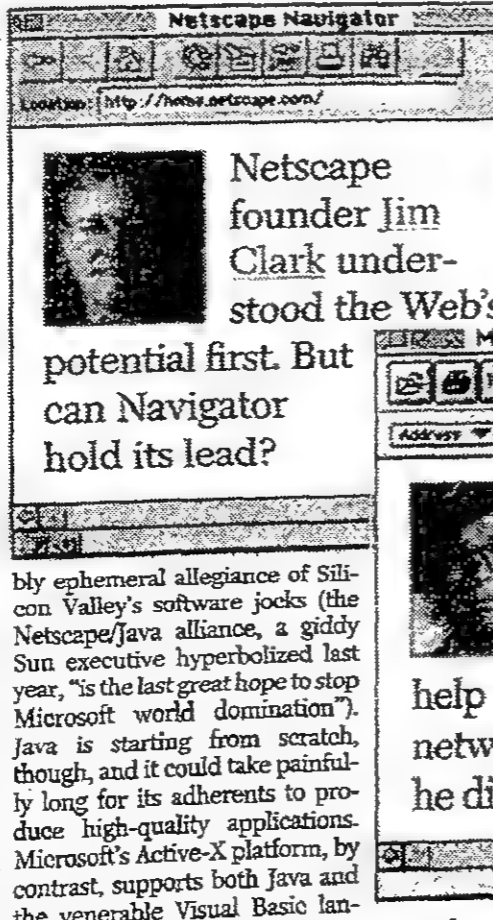 Netscape Navigator
Location: http://home.netscape.com/
Netscape
founder Jim
Clark under-
stood the Web's
potential first. But
can Navigator
hold its lead?
Address
help
netw
he di
bly ephemeral allegiance of Sili-
con Valley's software jocks (the
Netscape/Java alliance, a giddy
Sun executive hyperbolized last
year, “is the last great hope to stop
Microsoft world domination”).
Java is starting from scratch,
though, and it could take painful-
ly long for its adherents to pro-
duce high-quality applications.
Microsoft's Active-X platform, by
contrast, supports both Java and
the venerable Visual Basic lan-